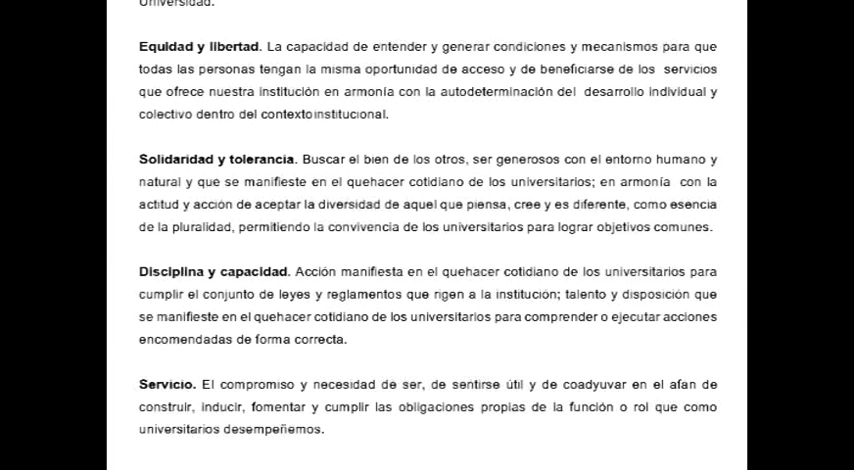 Universidad.
Equidad y libertad. La capacidad de entender y generar condiciones y mecanismos para que
todas las personas tengan la misma oportunidad de acceso y de beneficiarse de los servicios
que ofrece nuestra institución en armonía con la autodeterminación del desarrollo individual y
colectivo dentro del contexto institucional.
Solidaridad y tolerancia. Buscar el bien de los otros, ser generosos con el entorno humano y
natural y que se manifieste en el quehacer cotidiano de los universitarios; en armonía con la
actitud y acción de aceptar la diversidad de aquel que piensa, cree y es diferente, como esencia
de la pluralidad, permitiendo la convivencia de los universitarios para lograr objetivos comunes.
Disciplina y capacidad. Acción manifiesta en el quehacer cotidiano de los universitarios para
cumplir el conjunto de leyes y reglamentos que rigen a la institución; talento y disposición que
se manifieste en el quehacer cotidiano de los universitarios para comprender o ejecutar acciones
encomendadas de forma correcta.
Servicio. El compromiso y necesidad de ser, de sentirse útil y de coadyuvar en el afan de
construir, inducir, fomentar y cumplir las obligaciones propias de la función o rol que como
universitarios desempeñemos.